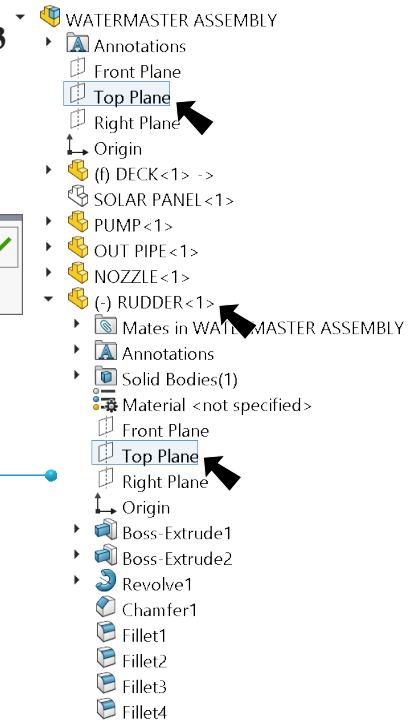 WATERMASTER ASSEMBLY
Annotations
Front Plane
Top Plane
Right Plane
Origin
(f) DECK<1> ->
SOLAR PANEL<1>
PUMP<1>
OUT PIPE<1>
NOZZLE<1>
(-) RUDDER<1>
Mates in WATERMASTER ASSEMBLY
Annotations
Solid Bodies(1)
Material <not specified>
Front Plane
Top Plane
Right Plane
Origin
Boss-Extrude1
Boss-Extrude2
Revolve1
Chamfer1
Fillet1
Fillet2
Fillet3
Fillet4